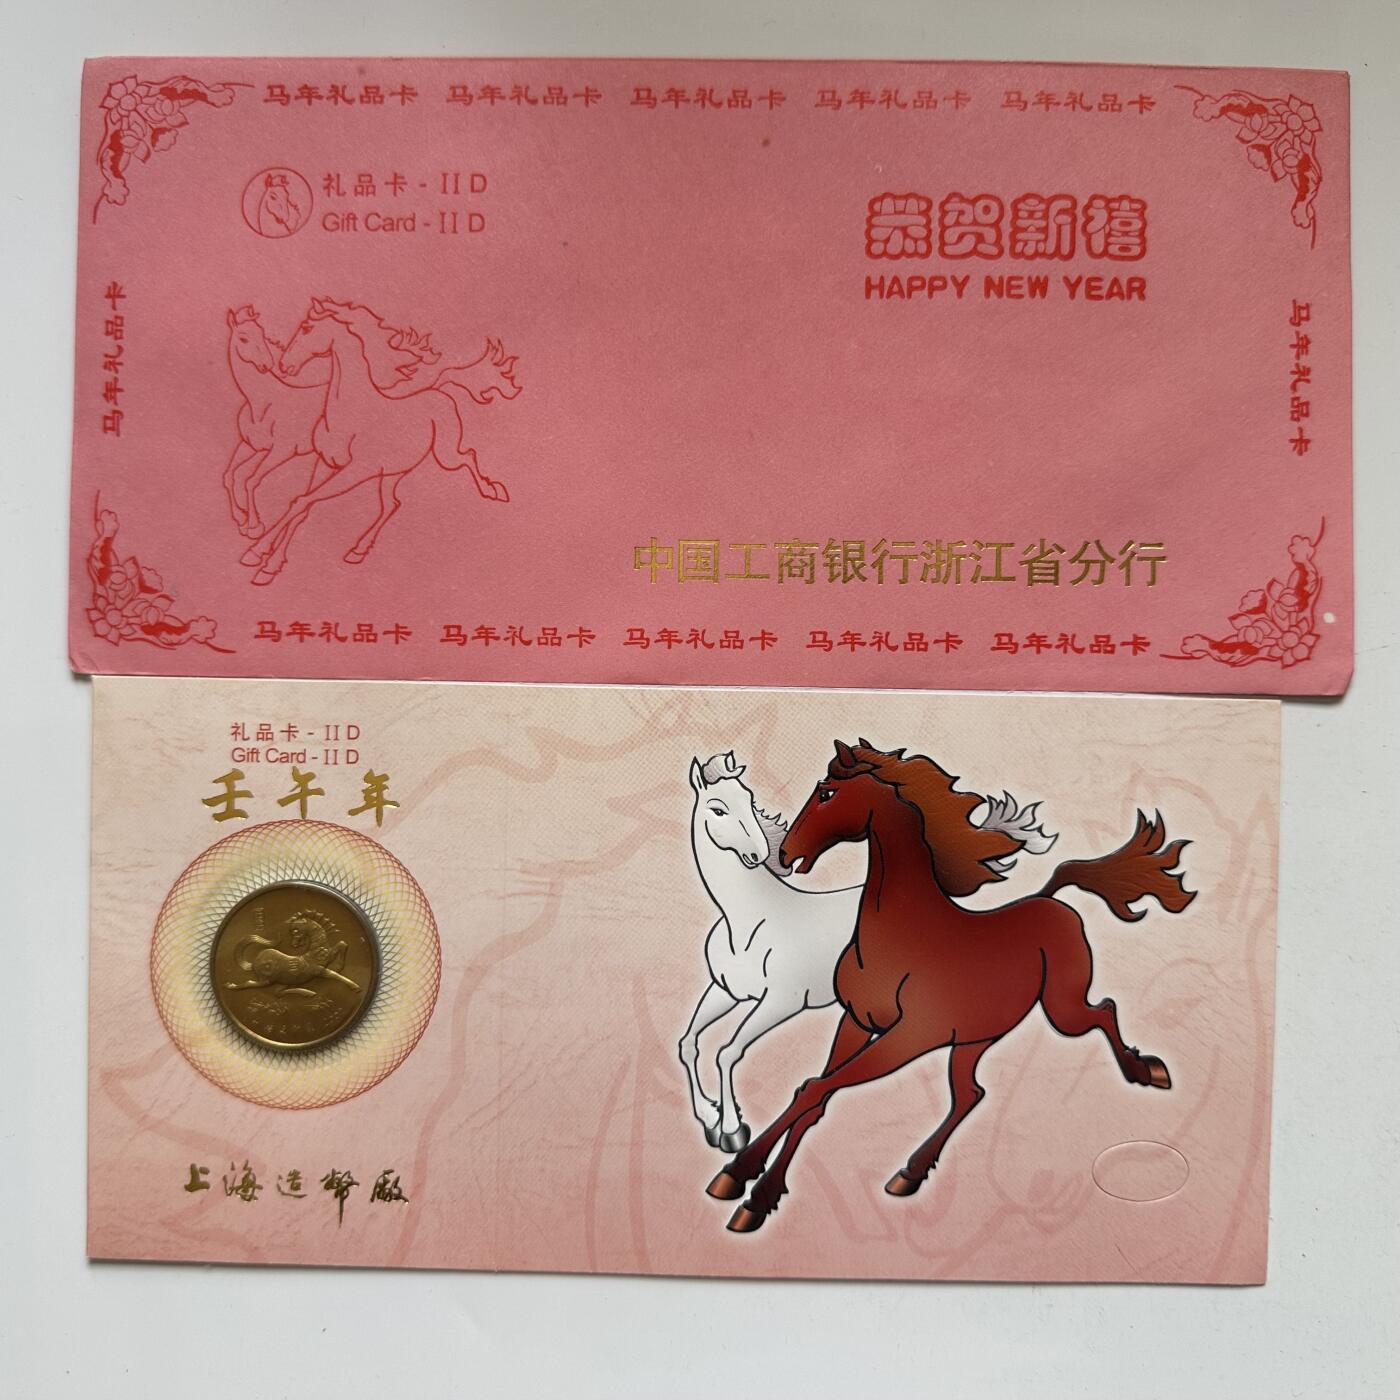 马年礼品卡 马年礼品卡 马年礼品卡 马年礼品卡 马年礼品卡
礼品卡 - II D
Gift Card - II D
恭贺新禧
HAPPY NEW YEAR
马年礼品卡
马年礼品卡
中国工商银行浙江省分行
马年礼品卡 马年礼品卡 马年礼品卡 马年礼品卡 马年礼品卡
礼品卡 - II D
Gift Card - II D
壬午年
上海造幣廠